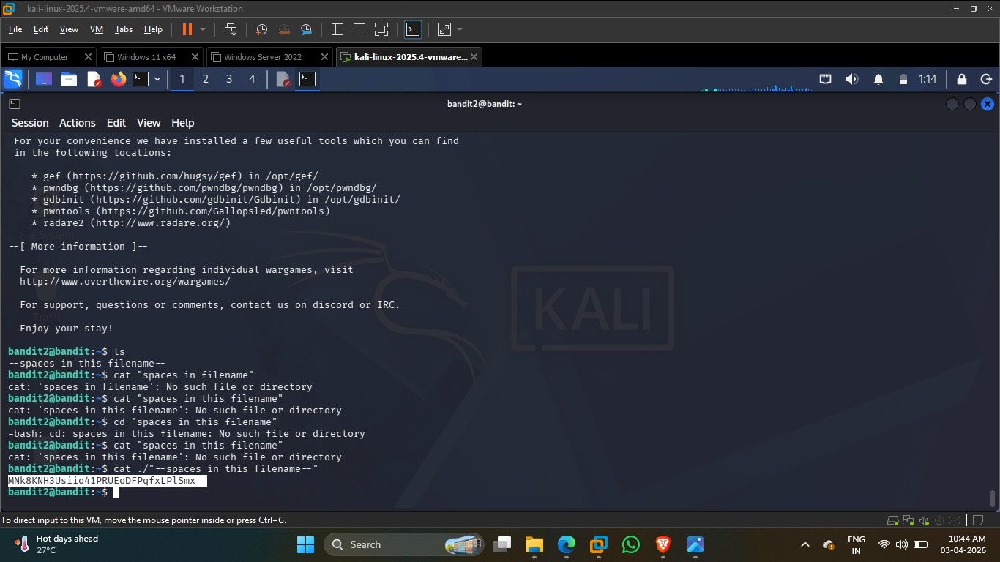 kali-linux-2025.4-vmware-amd64 - VMware Workstation
File Edit View VM Tabs Help
My Computer Windows 11 x64 Windows Server 2022 kali-linux-2025.4-vmware...
1 2 3 4 1:14
bandit2@bandit: ~
Session Actions Edit View Help
For your convenience we have installed a few useful tools which you can find
in the following locations:
* gef (https://github.com/hugsy/gef) in /opt/gef/
* pwndbg (https://github.com/pwndbg/pwndbg) in /opt/pwndbg/
* gdbinit (https://github.com/gdbinit/Gdbinit) in /opt/gdbinit/
* pwntools (https://github.com/Gallopsled/pwntools)
* radare2 (http://www.radare.org/)
File System
--[ More information ]--
For more information regarding individual wargames, visit
http://www.overthewire.org/wargames/
For support, questions or comments, contact us on discord or IRC.
Trash
Enjoy your stay!
KALI
bandit2@bandit:~$ ls
--spaces in this filename--
bandit2@bandit:~$ cat "spaces in filename"
cat: 'spaces in filename': No such file or directory
bandit2@bandit:~$ cat "spaces in this filename"
cat: 'spaces in this filename': No such file or directory
bandit2@bandit:~$ cd "spaces in this filename"
-bash: cd: spaces in this filename: No such file or directory
bandit2@bandit:~$ cat "spaces in this filename"
cat: 'spaces in this filename': No such file or directory
bandit2@bandit:~$ cat ./"--spaces in this filename--"
MNk8KNH3Usiio41PRUEoDFPqfxLPlSmx
bandit2@bandit:~$
To direct input to this VM, move the mouse pointer inside or press Ctrl+G.
Hot days ahead
27°C
Search
ENG
IN
10:44 AM
03-04-2026